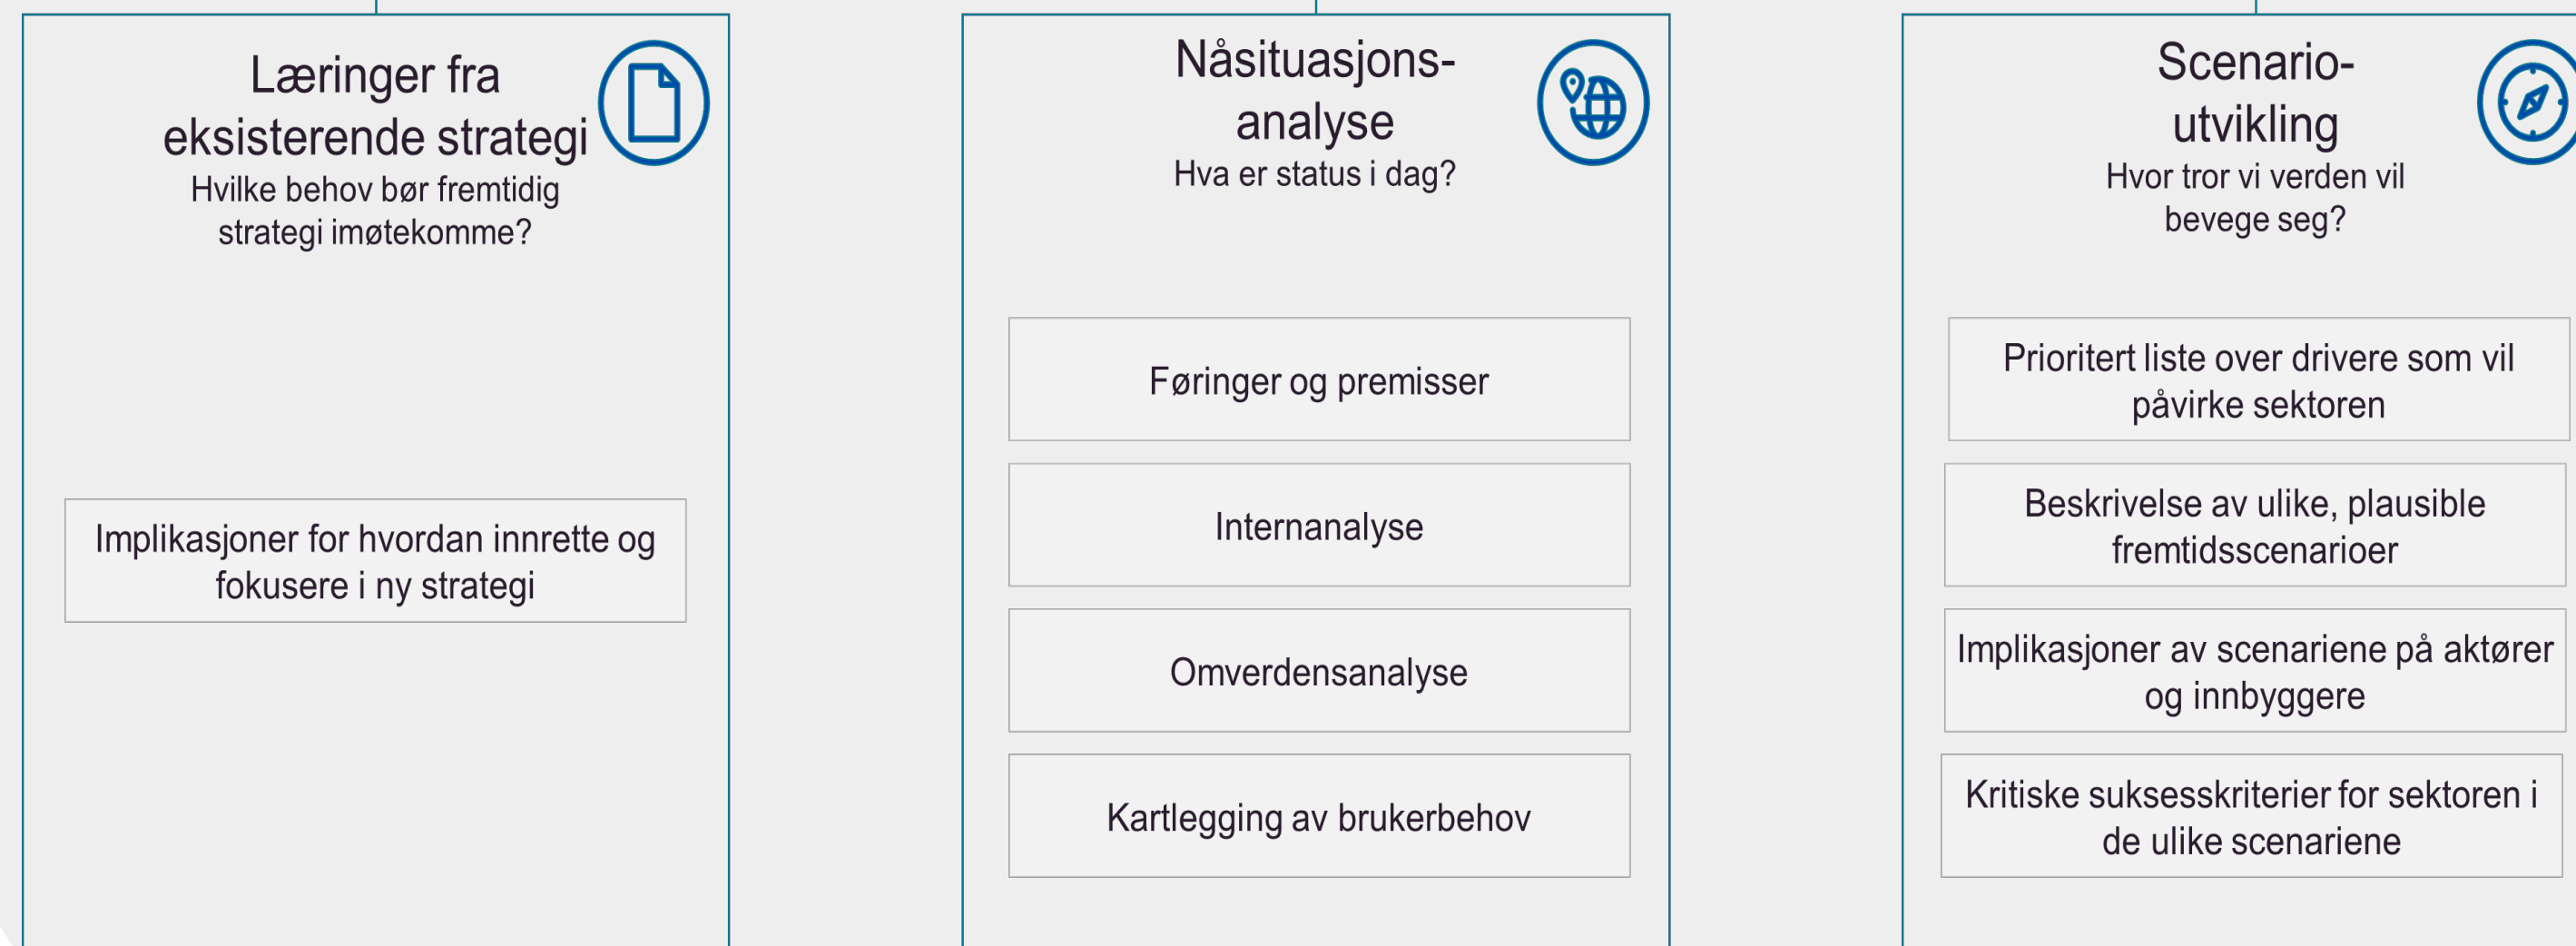 Læringer fra
eksisterende strategi
Hvilke behov bør fremtidig
strategi imøtekomme?
Implikasjoner for hvordan innrette og
fokusere i ny strategi
Nåsituasjons-
analyse
Hva er status i dag?
Føringer og premisser
Internanalyse
Omverdensanalyse
Kartlegging av brukerbehov
Scenario-
utvikling
Hvor tror vi verden vil
bevege seg?
Prioritert liste over drivere som vil
påvirke sektoren
Beskrivelse av ulike, plausible
fremtidsscenarioer
Implikasjoner av scenariene på aktører
og innbyggere
Kritiske suksesskriterier for sektoren i
de ulike scenariene